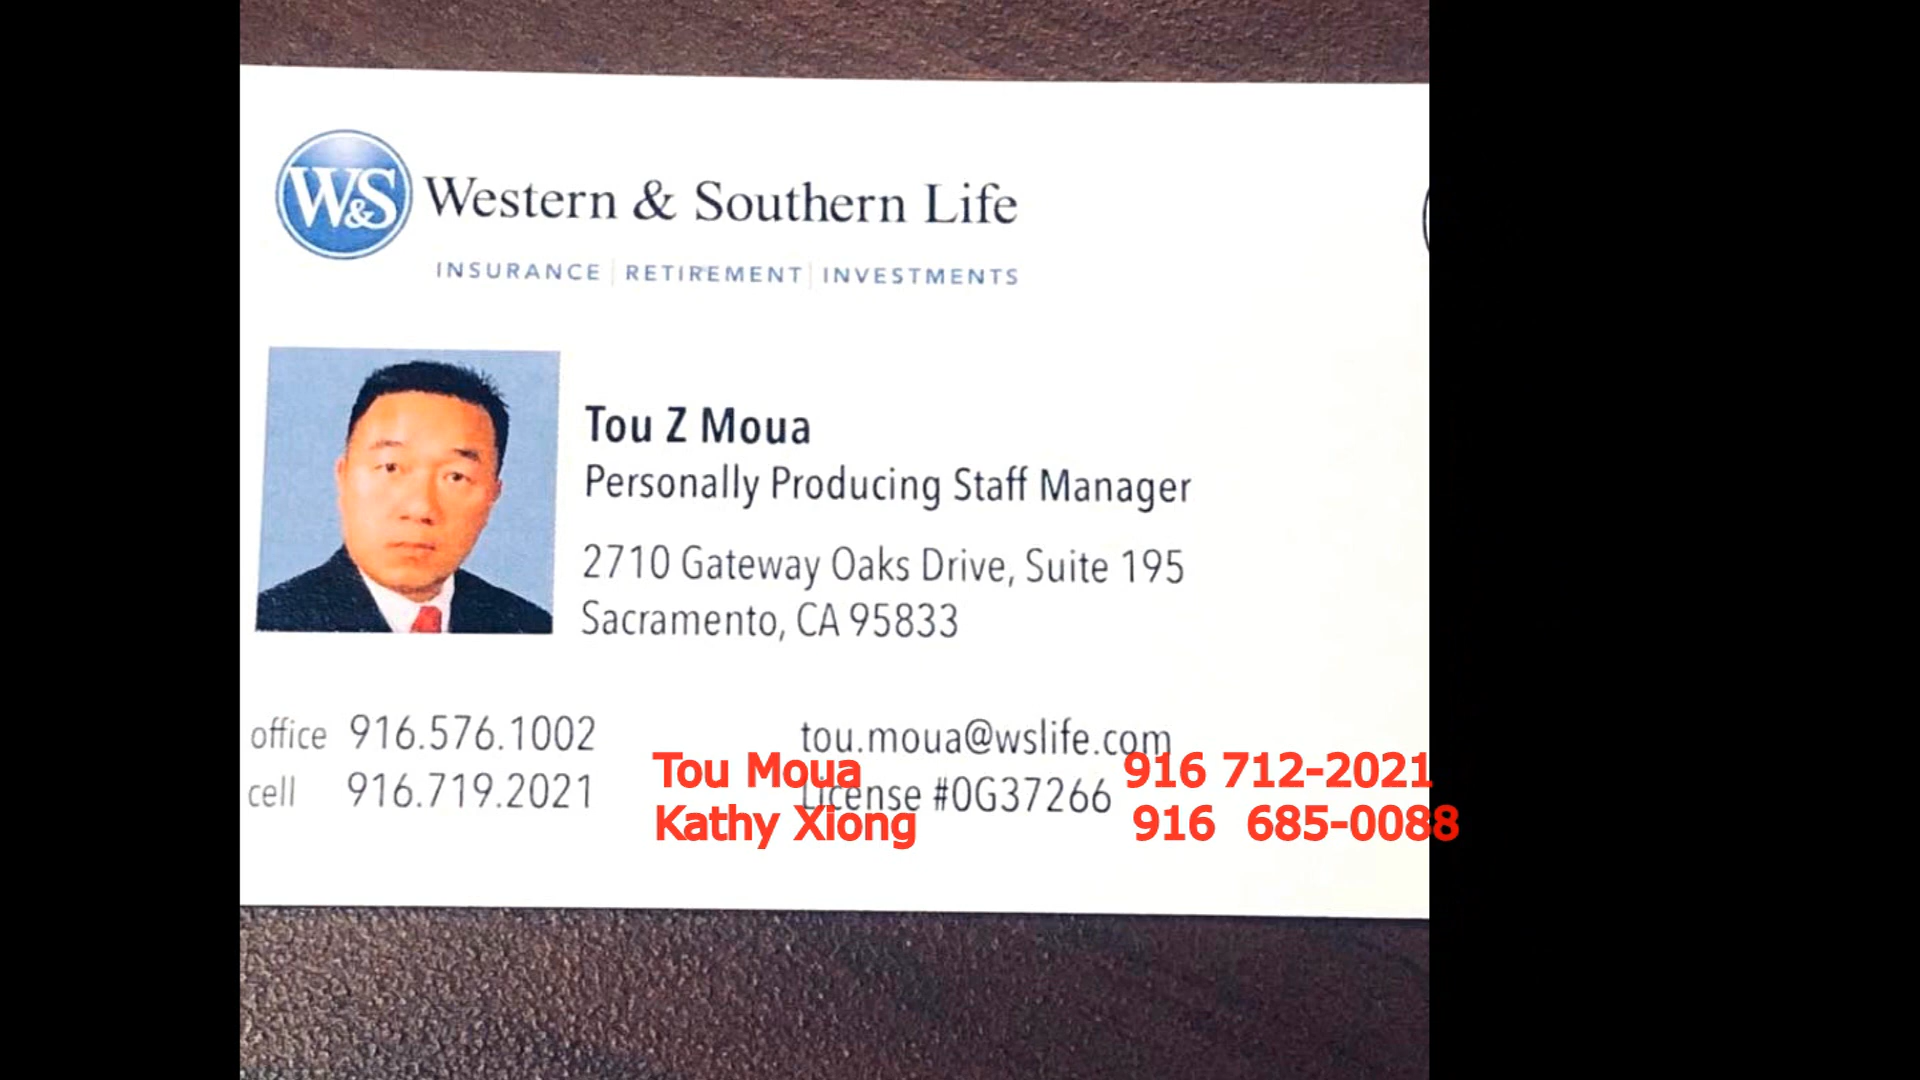 W&S Western & Southern Life
INSURANCE | RETIREMENT | INVESTMENTS
Tou Z Moua
Personally Producing Staff Manager
2710 Gateway Oaks Drive, Suite 195
Sacramento, CA 95833
office 916.576.1002
cell 916.719.2021
tou.moua@wslife.com
License #0G37266
Tou Moua 916 712-2021
Kathy Xiong 916 685-0088